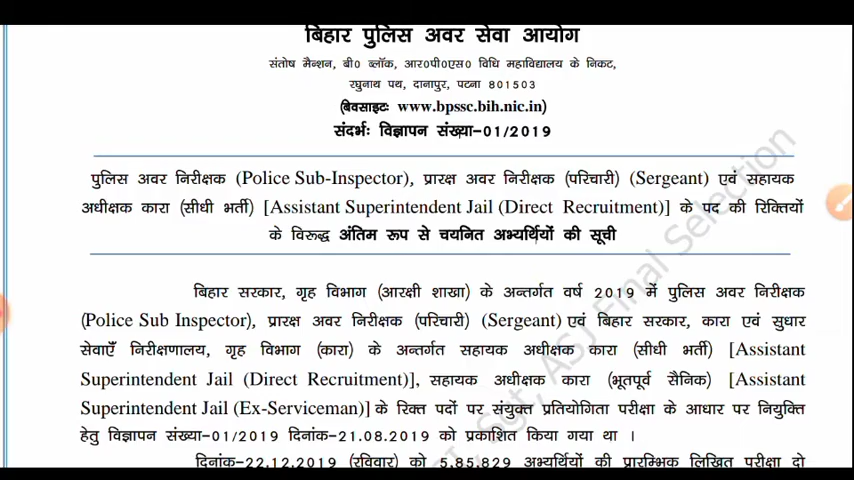 बिहार पुलिस अवर सेवा आयोग
संतोष मैन्शन, बी० ब्लॉक, आर०पी०एस० विधि महाविद्यालय के निकट,
रघुनाथ पथ, दानापुर, पटना 801503
(बेवसाइटः www.bpssc.bih.nic.in)
संदर्भः विज्ञापन संख्या-01/2019
पुलिस अवर निरीक्षक (Police Sub-Inspector), प्रारक्ष अवर निरीक्षक (परिचारी) (Sergeant) एवं सहायक
अधीक्षक कारा (सीधी भर्ती) [Assistant Superintendent Jail (Direct Recruitment)] के पद की रिक्तियों
के विरूद्ध अंतिम रूप से चयनित अभ्यर्थियों की सूची
बिहार सरकार, गृह विभाग (आरक्षी शाखा) के अन्तर्गत वर्ष 2019 में पुलिस अवर निरीक्षक
(Police Sub Inspector), प्रारक्ष अवर निरीक्षक (परिचारी) (Sergeant) एवं बिहार सरकार, कारा एवं सुधार
सेवाएँ निरीक्षणालय, गृह विभाग (कारा) के अन्तर्गत सहायक अधीक्षक कारा (सीधी भर्ती) [Assistant
Superintendent Jail (Direct Recruitment)], सहायक अधीक्षक कारा (भूतपूर्व सैनिक) [Assistant
Superintendent Jail (Ex-Serviceman)] के रिक्त पदों पर संयुक्त प्रतियोगिता परीक्षा के आधार पर नियुक्ति
हेतु विज्ञापन संख्या-01/2019 दिनांक-21.08.2019 को प्रकाशित किया गया था ।
दिनांक-22.12.2019 (रविवार) को 5,85,829 अभ्यर्थियों की प्रारम्भिक लिखित परीक्षा दो
Sgt, ASJ Final Selection